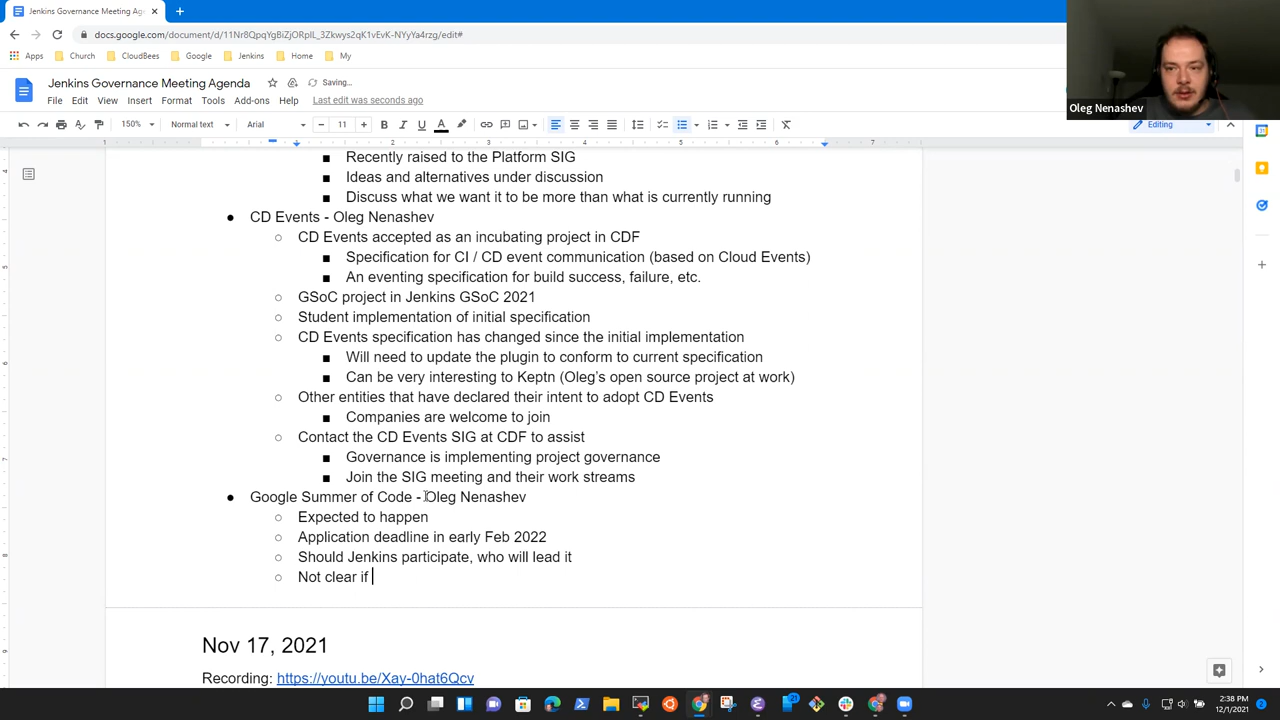 Jenkins Governance Meeting Ag
docs.google.com/document/d/11Nr8QpqYgBiZjORplL_3Zkwys2qK1vEvK-NYyYa4rzg/edit#
Apps Church CloudBees Google Jenkins Home My
Jenkins Governance Meeting Agenda Saving...
File Edit View Insert Format Tools Add-ons Help Last edit was seconds ago
Oleg Nenashev
150% Normal text Arial 11 Editing
1 2 3 4 5 6 7
■ Recently raised to the Platform SIG
■ Ideas and alternatives under discussion
■ Discuss what we want it to be more than what is currently running
● CD Events - Oleg Nenashev
○ CD Events accepted as an incubating project in CDF
■ Specification for CI / CD event communication (based on Cloud Events)
■ An eventing specification for build success, failure, etc.
○ GSoC project in Jenkins GSoC 2021
○ Student implementation of initial specification
○ CD Events specification has changed since the initial implementation
■ Will need to update the plugin to conform to current specification
■ Can be very interesting to Keptn (Oleg's open source project at work)
○ Other entities that have declared their intent to adopt CD Events
■ Companies are welcome to join
○ Contact the CD Events SIG at CDF to assist
■ Governance is implementing project governance
■ Join the SIG meeting and their work streams
● Google Summer of Code - Oleg Nenashev
○ Expected to happen
○ Application deadline in early Feb 2022
○ Should Jenkins participate, who will lead it
○ Not clear if
Nov 17, 2021
Recording: https://youtu.be/Xay-0hat6Qcv
2:38 PM
12/1/2021